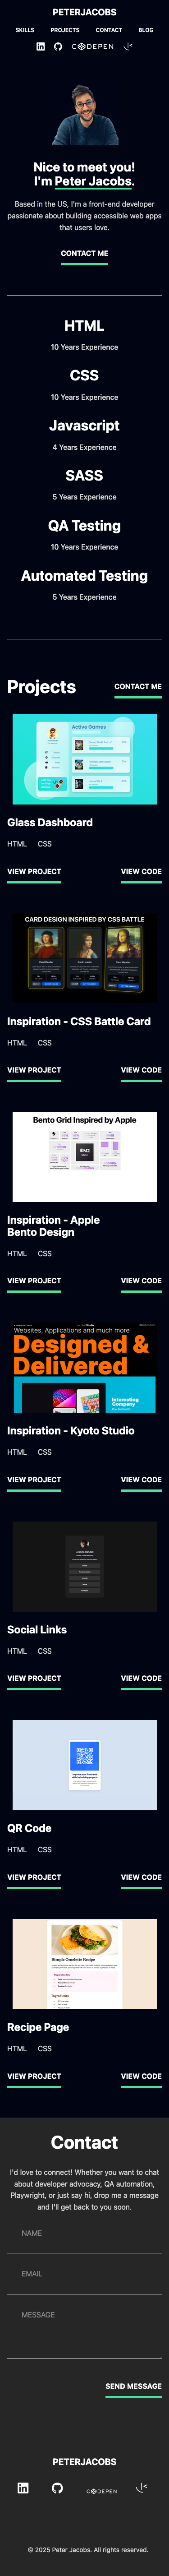 PETERJACOBS
SKILLS PROJECTS CONTACT BLOG
CODEPEN
Nice to meet you!
I'm Peter Jacobs.
Based in the US, I'm a front-end developer
passionate about building accessible web apps
that users love.
CONTACT ME
HTML
10 Years Experience
CSS
10 Years Experience
Javascript
4 Years Experience
SASS
5 Years Experience
QA Testing
10 Years Experience
Automated Testing
5 Years Experience
Projects
CONTACT ME
Active Games
Glass Dashboard
HTML CSS
VIEW PROJECT VIEW CODE
CARD DESIGN INSPIRED BY CSS BATTLE
Inspiration - CSS Battle Card
HTML CSS
VIEW PROJECT VIEW CODE
Bento Grid Inspired by Apple
Inspiration - Apple
Bento Design
HTML CSS
VIEW PROJECT VIEW CODE
Websites, Applications and much more
Designed &
Delivered
Interesting
Company
Inspiration - Kyoto Studio
HTML CSS
VIEW PROJECT VIEW CODE
Social Links
HTML CSS
VIEW PROJECT VIEW CODE
QR Code
HTML CSS
VIEW PROJECT VIEW CODE
Simple Omelette Recipe
Recipe Page
HTML CSS
VIEW PROJECT VIEW CODE
Contact
I'd love to connect! Whether you want to chat
about developer advocacy, QA automation,
Playwright, or just say hi, drop me a message
and I'll get back to you soon.
NAME
EMAIL
MESSAGE
SEND MESSAGE
PETERJACOBS
CODEPEN
© 2025 Peter Jacobs. All rights reserved.